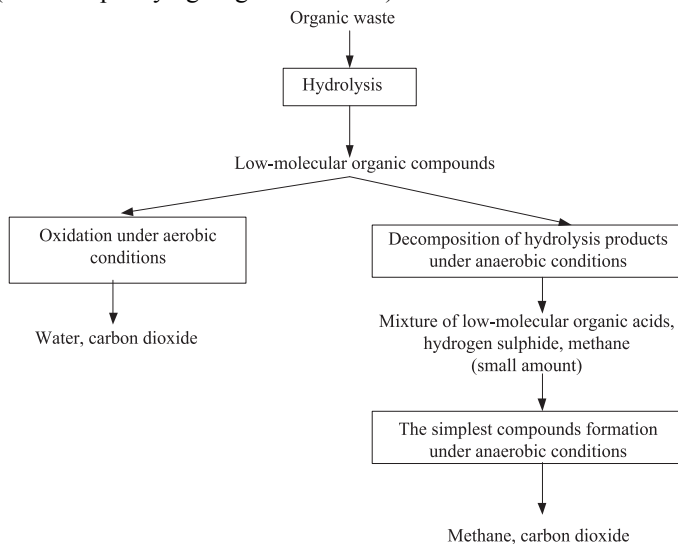 Organic waste
Hydrolysis
Low-molecular organic compounds
Oxidation under aerobic
conditions
Water, carbon dioxide
Decomposition of hydrolysis products
under anaerobic conditions
Mixture of low-molecular organic acids,
hydrogen sulphide, methane
(small amount)
The simplest compounds formation
under anaerobic conditions
Methane, carbon dioxide